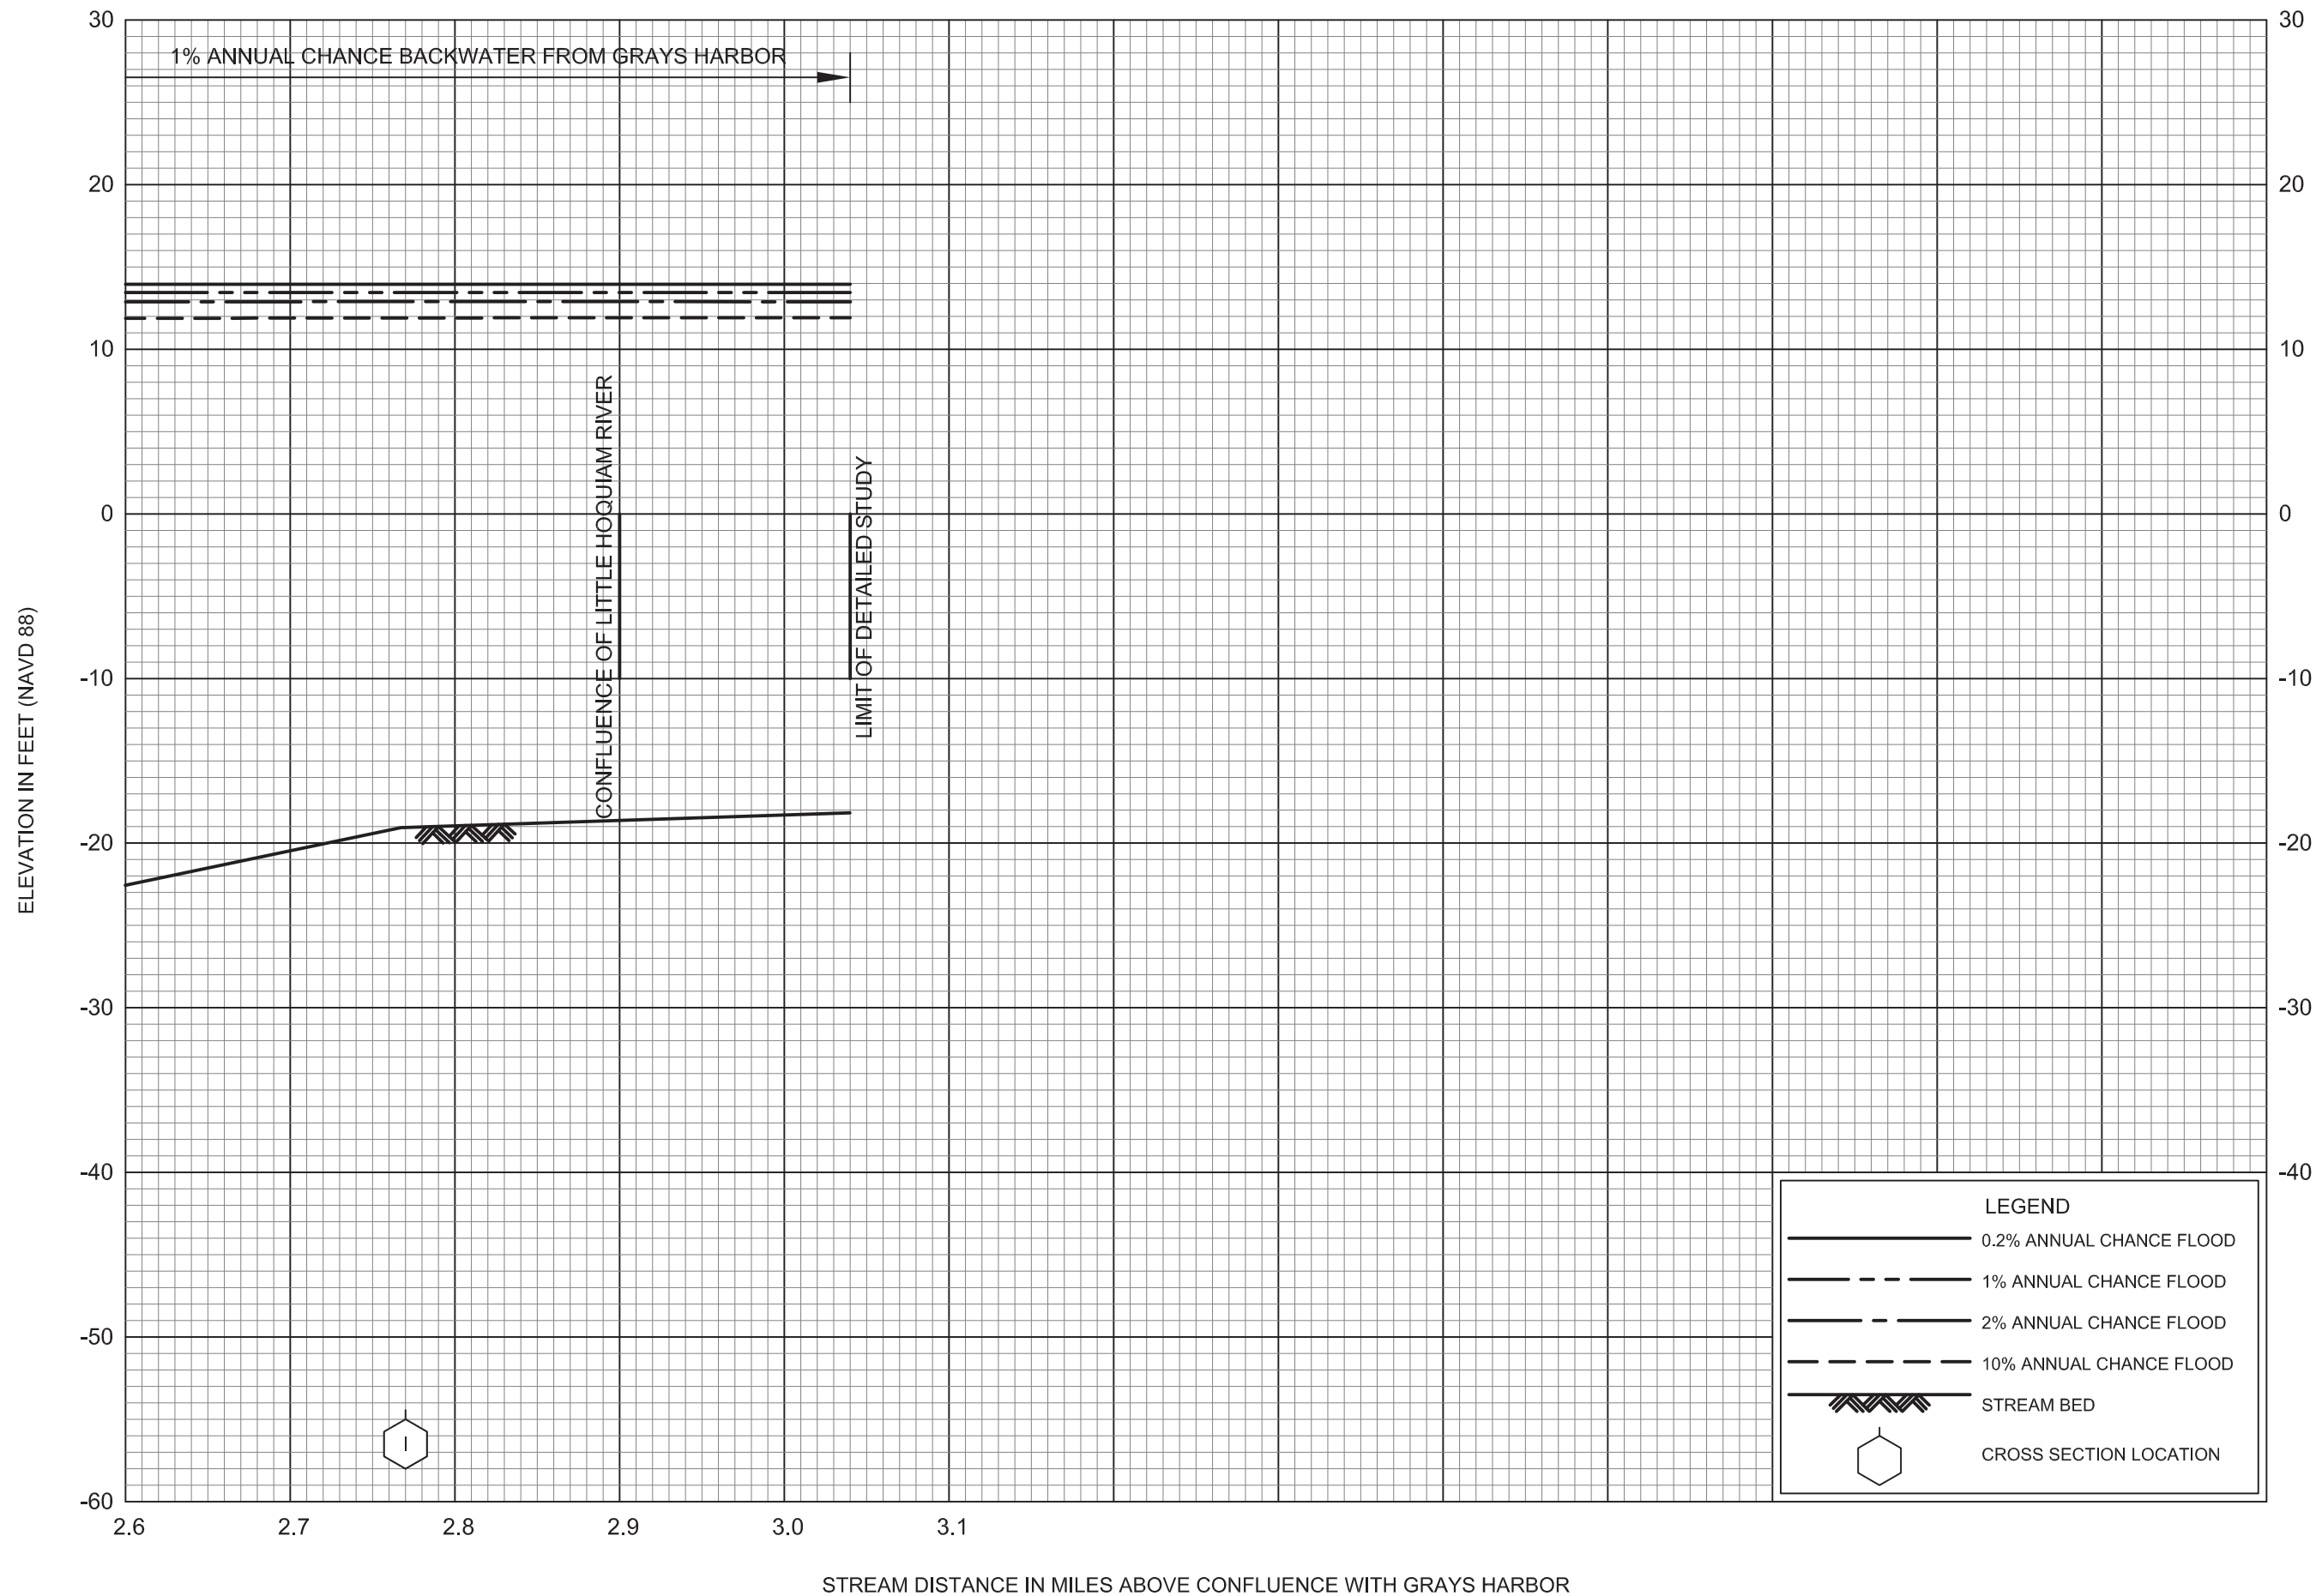 30
30
1% ANNUAL CHANCE BACKWATER FROM GRAYS HARBOR
20
20
10
10
CONFLUENCE OF LITTLE HOQUIAM RIVER
LIMIT OF DETAILED STUDY
0
0
ELEVATION IN FEET (NAVD 88)
-10
-10
-20
-20
-30
-30
-40
-40
LEGEND
0.2% ANNUAL CHANCE FLOOD
1% ANNUAL CHANCE FLOOD
2% ANNUAL CHANCE FLOOD
10% ANNUAL CHANCE FLOOD
STREAM BED
CROSS SECTION LOCATION
-50
I
-60
2.6 2.7 2.8 2.9 3.0 3.1
STREAM DISTANCE IN MILES ABOVE CONFLUENCE WITH GRAYS HARBOR